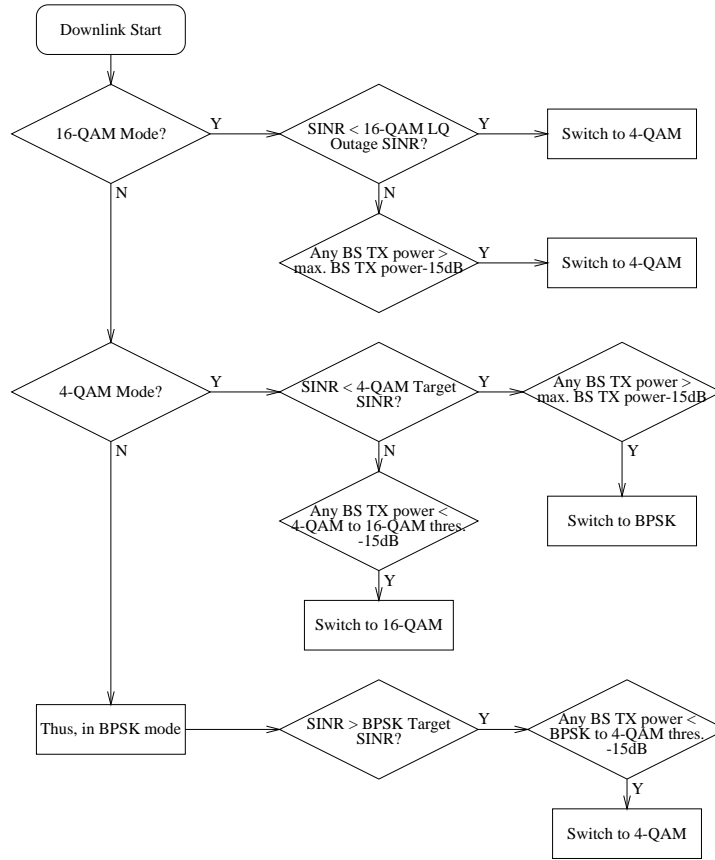 Downlink Start
16-QAM Mode?
Y
SINR < 16-QAM LQ
Outage SINR?
Y
Switch to 4-QAM
N
N
Any BS TX power >
max. BS TX power-15dB
Y
Switch to 4-QAM
4-QAM Mode?
Y
SINR < 4-QAM Target
SINR?
Y
Any BS TX power >
max. BS TX power-15dB
N
N
Y
Any BS TX power <
4-QAM to 16-QAM thres.
-15dB
Switch to BPSK
Y
Switch to 16-QAM
Thus, in BPSK mode
SINR > BPSK Target
SINR?
Y
Any BS TX power <
BPSK to 4-QAM thres.
-15dB
Y
Switch to 4-QAM